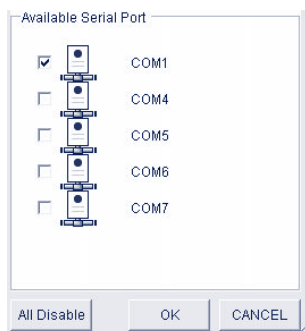 Available Serial Port
COM1
COM4
COM5
COM6
COM7
All Disable
OK
CANCEL